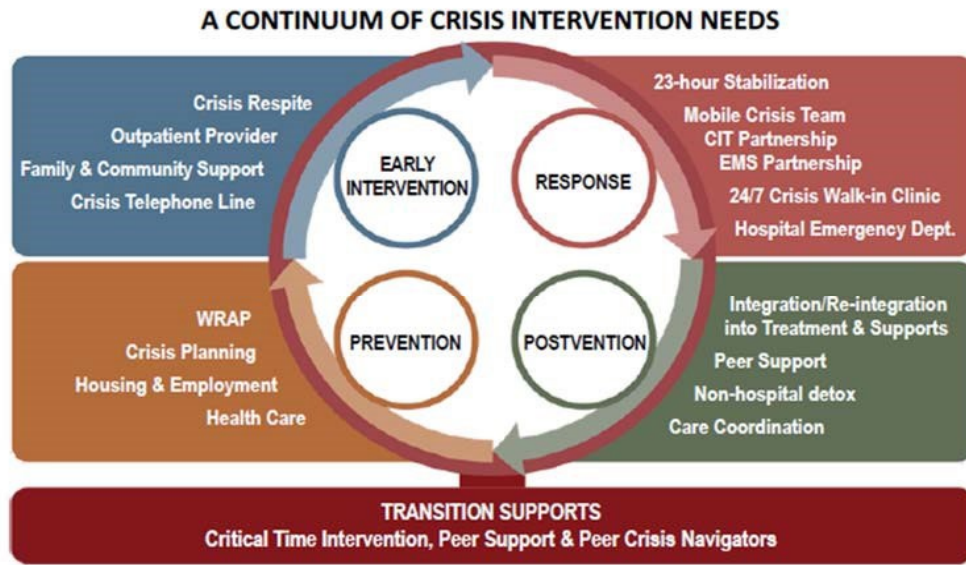 A CONTINUUM OF CRISIS INTERVENTION NEEDS
Crisis Respite
Outpatient Provider
Family & Community Support
Crisis Telephone Line
EARLY
INTERVENTION
RESPONSE
23-hour Stabilization
Mobile Crisis Team
CIT Partnership
EMS Partnership
24/7 Crisis Walk-in Clinic
Hospital Emergency Dept.
WRAP
Crisis Planning
Housing & Employment
Health Care
PREVENTION
POSTVENTION
Integration/Re-integration
into Treatment & Supports
Peer Support
Non-hospital detox
Care Coordination
TRANSITION SUPPORTS
Critical Time Intervention, Peer Support & Peer Crisis Navigators